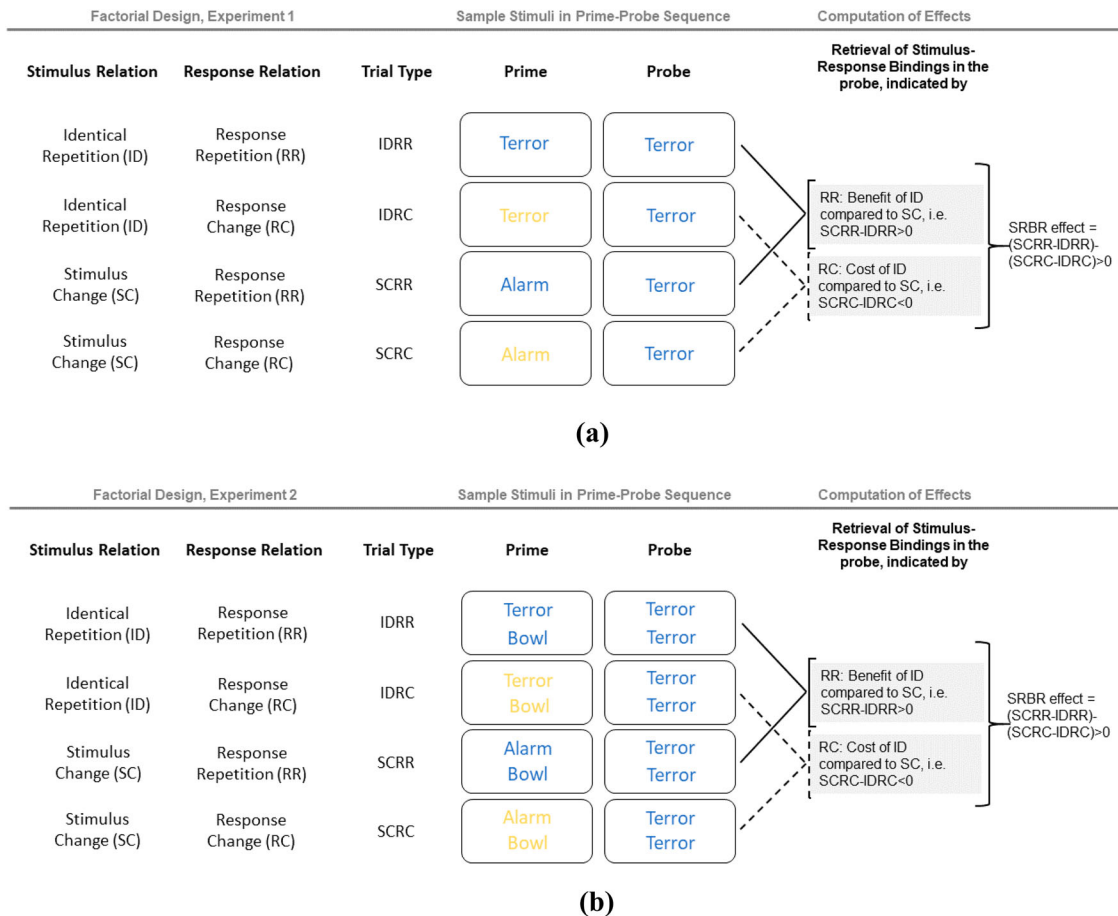 Factorial Design, Experiment 1
Sample Stimuli in Prime-Probe Sequence
Computation of Effects
Stimulus Relation
Response Relation
Trial Type
Prime
Probe
Retrieval of Stimulus-
Response Bindings in the
probe, indicated by
Identical
Repetition (ID)
Response
Repetition (RR)
IDRR
Terror
Terror
Identical
Repetition (ID)
Response
Change (RC)
IDRC
Terror
Terror
Stimulus
Change (SC)
Response
Repetition (RR)
SCRR
Alarm
Terror
Stimulus
Change (SC)
Response
Change (RC)
SCRC
Alarm
Terror
RR: Benefit of ID
compared to SC, i.e.
SCRR-IDRR>0
RC: Cost of ID
compared to SC, i.e.
SCRC-IDRC<0
SRBR effect =
(SCRR-IDRR)-
(SCRC-IDRC)>0
(a)
Factorial Design, Experiment 2
Sample Stimuli in Prime-Probe Sequence
Computation of Effects
Stimulus Relation
Response Relation
Trial Type
Prime
Probe
Retrieval of Stimulus-
Response Bindings in the
probe, indicated by
Identical
Repetition (ID)
Response
Repetition (RR)
IDRR
Terror
Bowl
Terror
Terror
Identical
Repetition (ID)
Response
Change (RC)
IDRC
Terror
Bowl
Terror
Terror
Stimulus
Change (SC)
Response
Repetition (RR)
SCRR
Alarm
Bowl
Terror
Terror
Stimulus
Change (SC)
Response
Change (RC)
SCRC
Alarm
Bowl
Terror
Terror
RR: Benefit of ID
compared to SC, i.e.
SCRR-IDRR>0
RC: Cost of ID
compared to SC, i.e.
SCRC-IDRC<0
SRBR effect =
(SCRR-IDRR)-
(SCRC-IDRC)>0
(b)